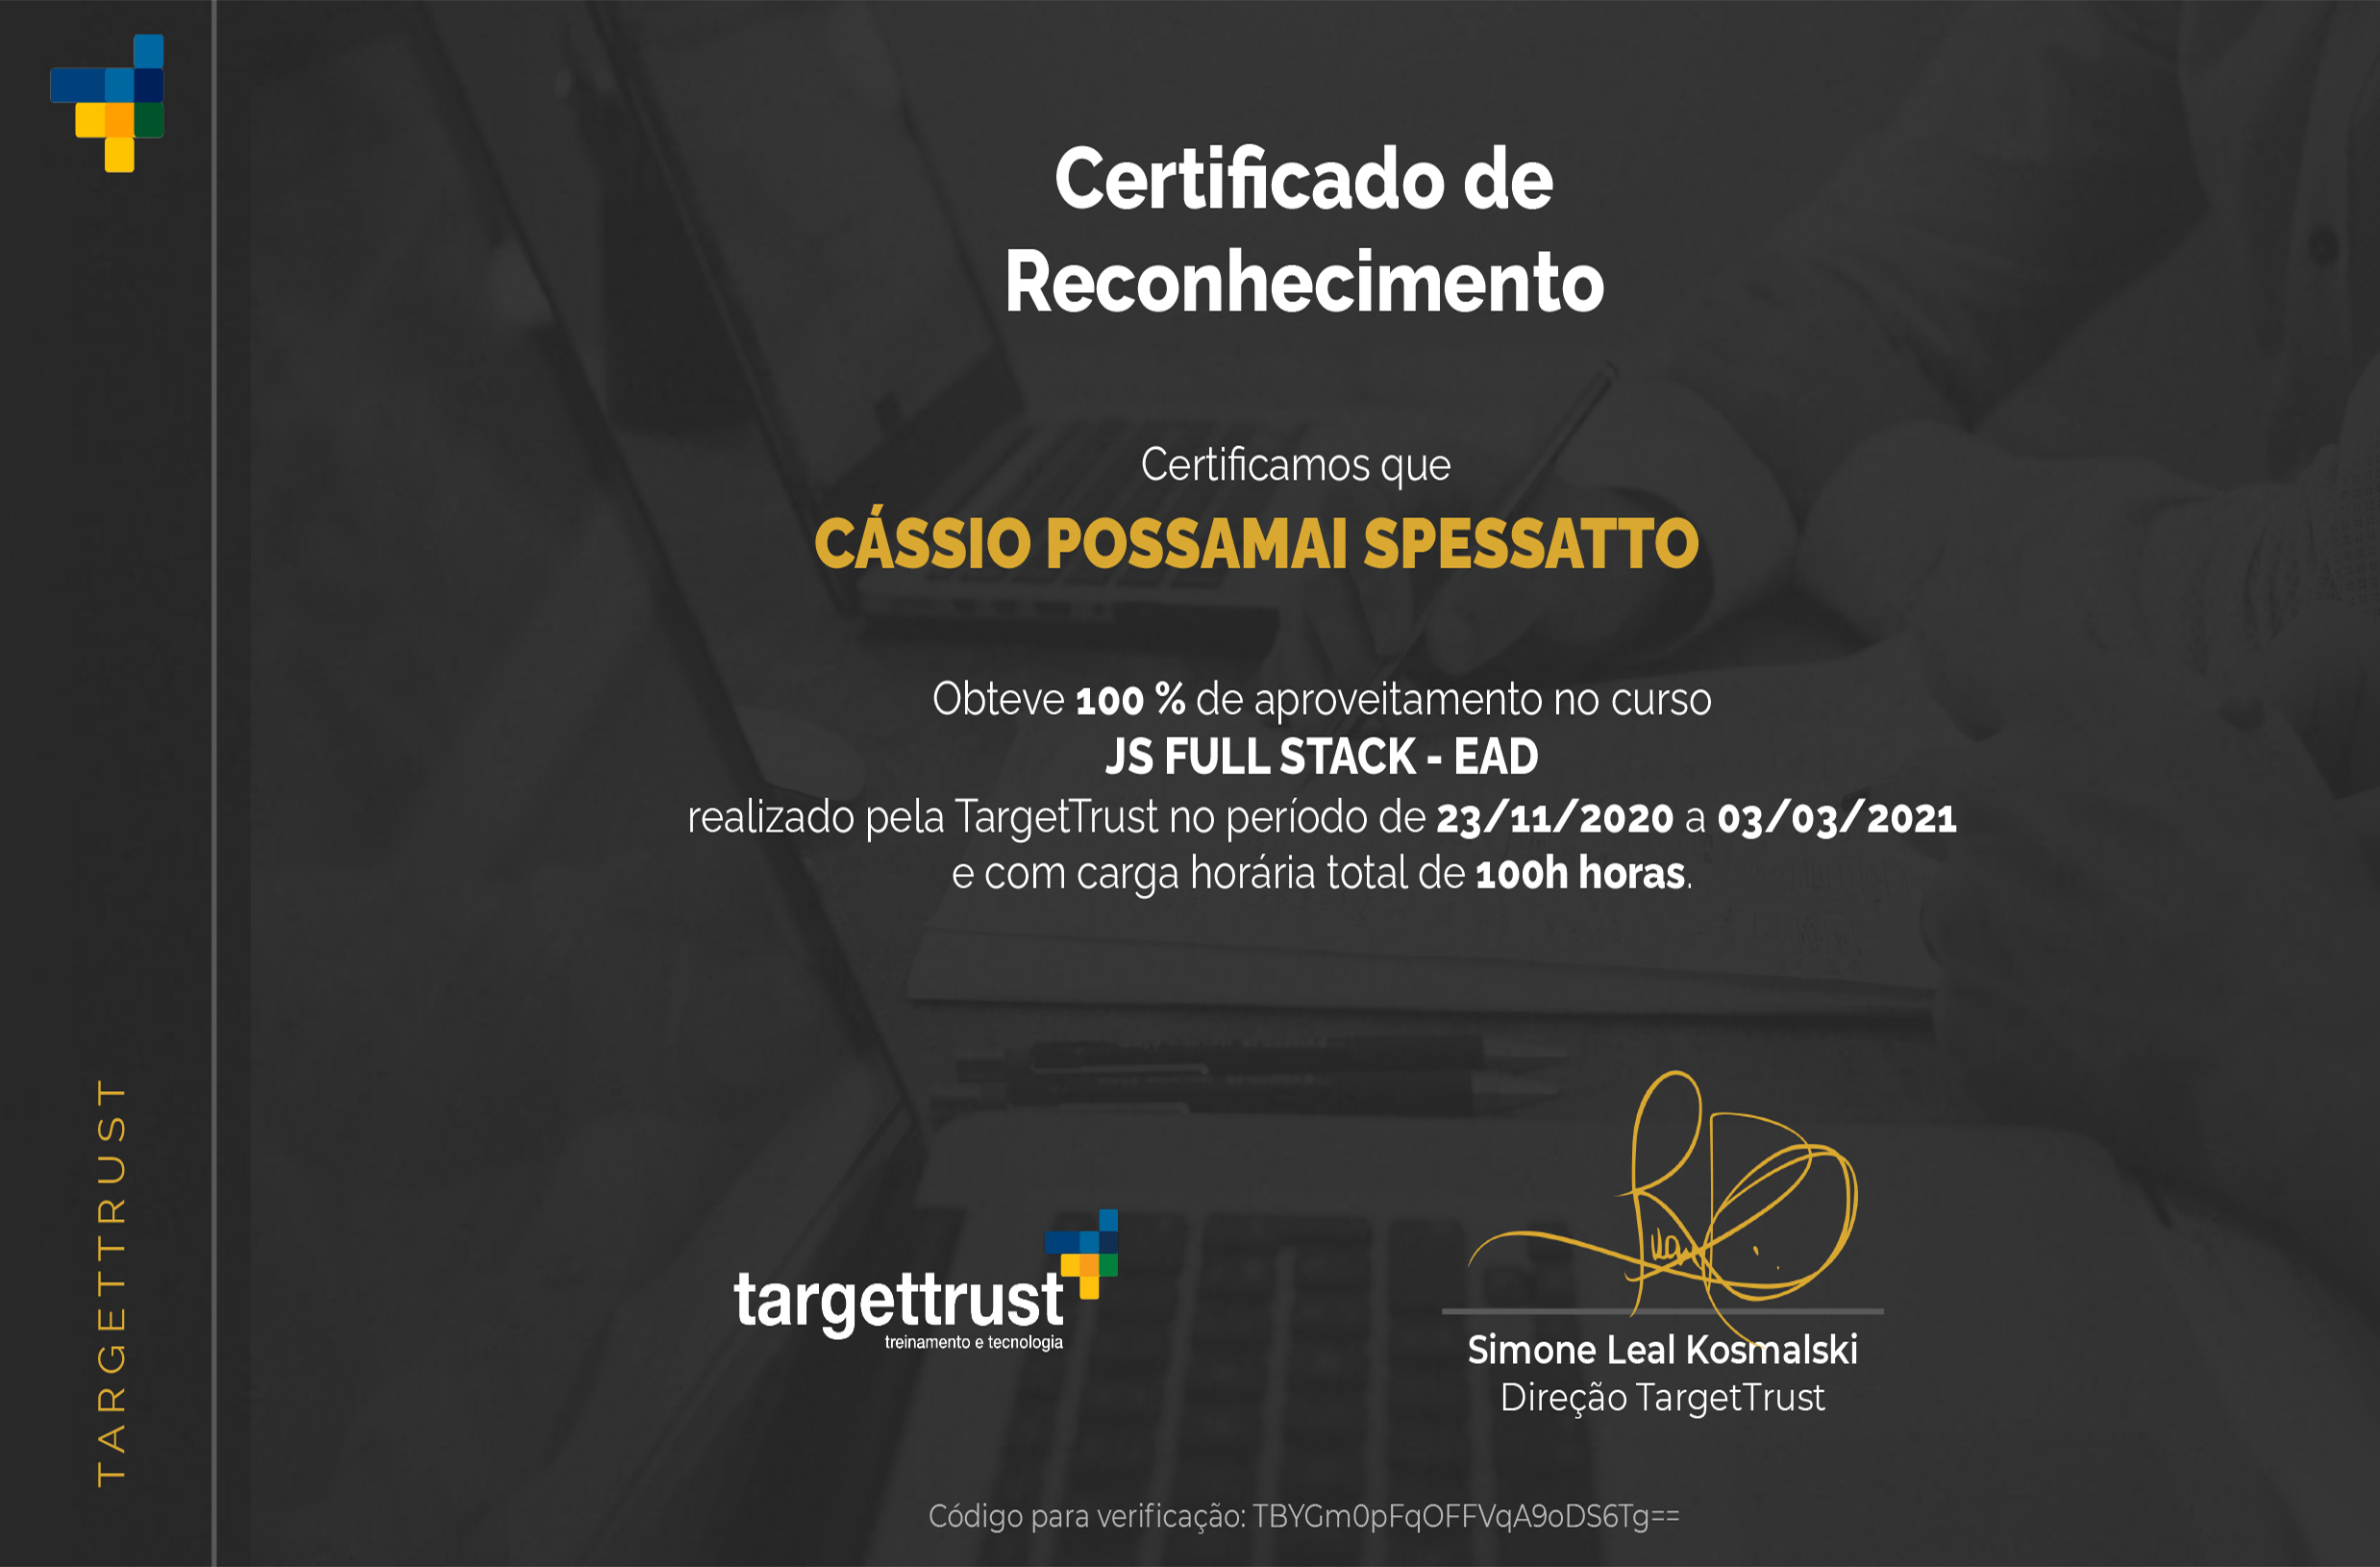 Certificado de
Reconhecimento
Certificamos que
CÁSSIO POSSAMAI SPESSATTO
Obteve 100 % de aproveitamento no curso
JS FULL STACK - EAD
realizado pela TargetTrust no período de 23/11/2020 a 03/03/2021
e com carga horária total de 100h horas.
TARGETTRUST
targettrust
treinamento e tecnologia
Simone Leal Kosmalski
Direção TargetTrust
Código para verificação: TBYGm0pFqOFFVqA9oDS6Tg==